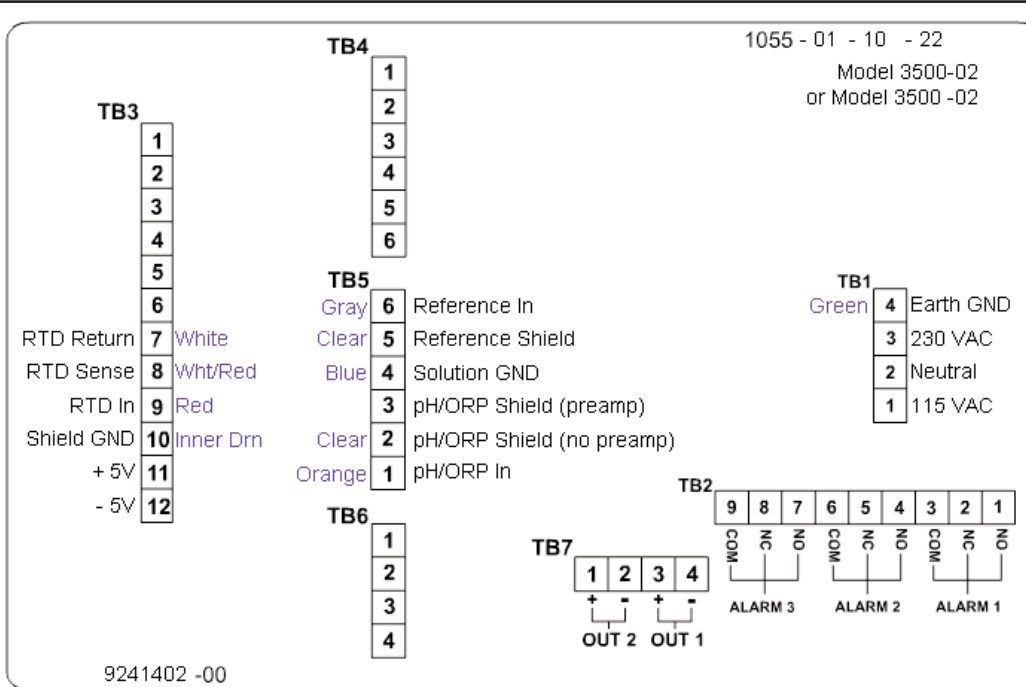 1055 - 01 - 10 - 22
Model 3500-02
or Model 3500 -02
TB4
1
2
3
4
5
6
TB3
1
2
3
4
5
6
RTD Return 7 White
RTD Sense 8 Wht/Red
RTD In 9 Red
Shield GND 10 Inner Drn
+ 5V 11
- 5V 12
TB5
Gray 6 Reference In
Clear 5 Reference Shield
Blue 4 Solution GND
3 pH/ORP Shield (preamp)
Clear 2 pH/ORP Shield (no preamp)
Orange 1 pH/ORP In
TB1
Green 4 Earth GND
3 230 VAC
2 Neutral
1 115 VAC
TB6
1
2
3
4
TB2
9 8 7 6 5 4 3 2 1
COM NC NO COM NC NO COM NC NO
ALARM 3 ALARM 2 ALARM 1
TB7
1 2 3 4
+ - + -
OUT 2 OUT 1
9241402 -00